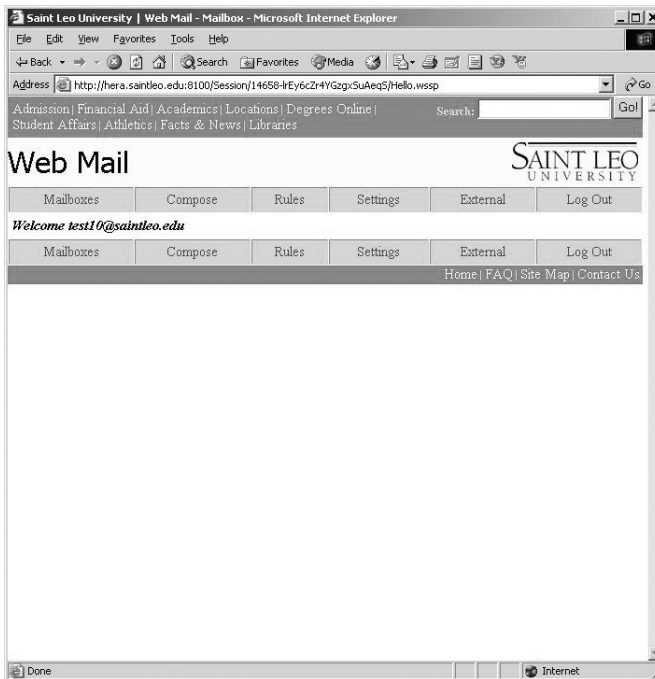 Saint Leo University | Web Mail - Mailbox - Microsoft Internet Explorer
File Edit View Favorites Tools Help
Back Search Favorites Media
Address http://hera.saintleo.edu:8100/Session/14658-lrEy6cZr4YGzgxSuAeqS/Hello.wssp Go
Admission | Financial Aid | Academics | Locations | Degrees Online | Search: Go!
Student Affairs | Athletics | Facts & News | Libraries
Web Mail SAINT LEO
UNIVERSITY
Mailboxes Compose Rules Settings External Log Out
Welcome test10@saintleo.edu
Mailboxes Compose Rules Settings External Log Out
Home | FAQ | Site Map | Contact Us
Done Internet